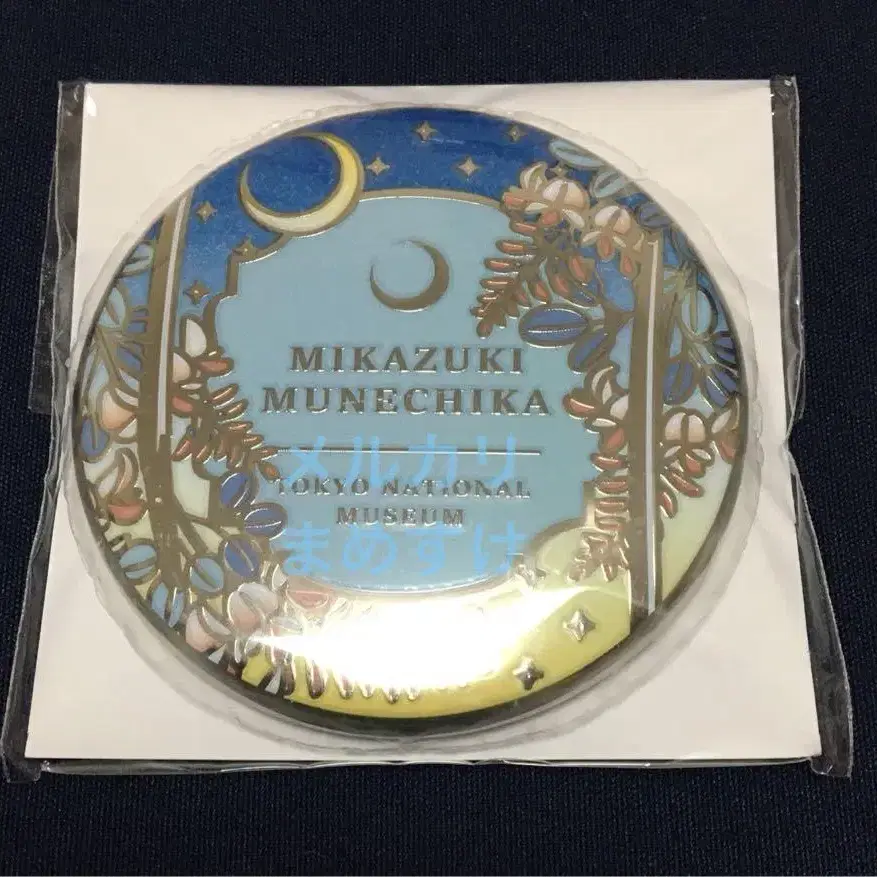 MIKAZUKI
MUNECHIKA
メルカリ
TOKYO NATIONAL
MUSEUM
まめすけ